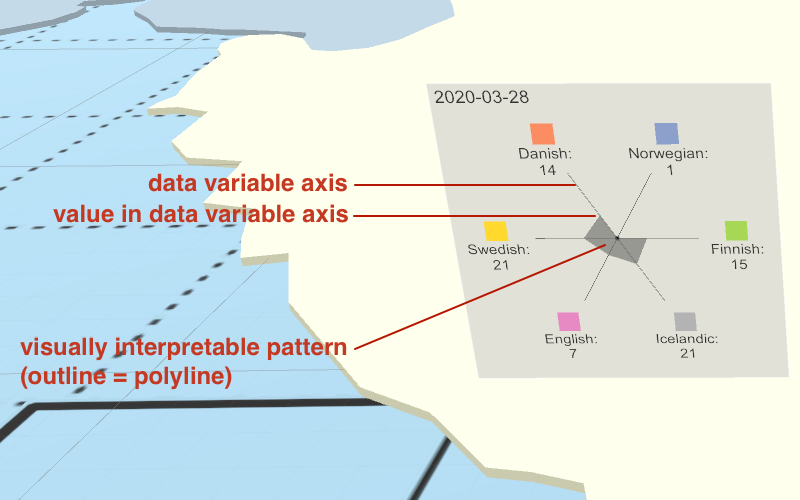 2020-03-28
Danish:
14
Norwegian:
1
data variable axis
value in data variable axis
Swedish:
21
Finnish:
15
English:
7
Icelandic:
21
visually interpretable pattern
(outline = polyline)